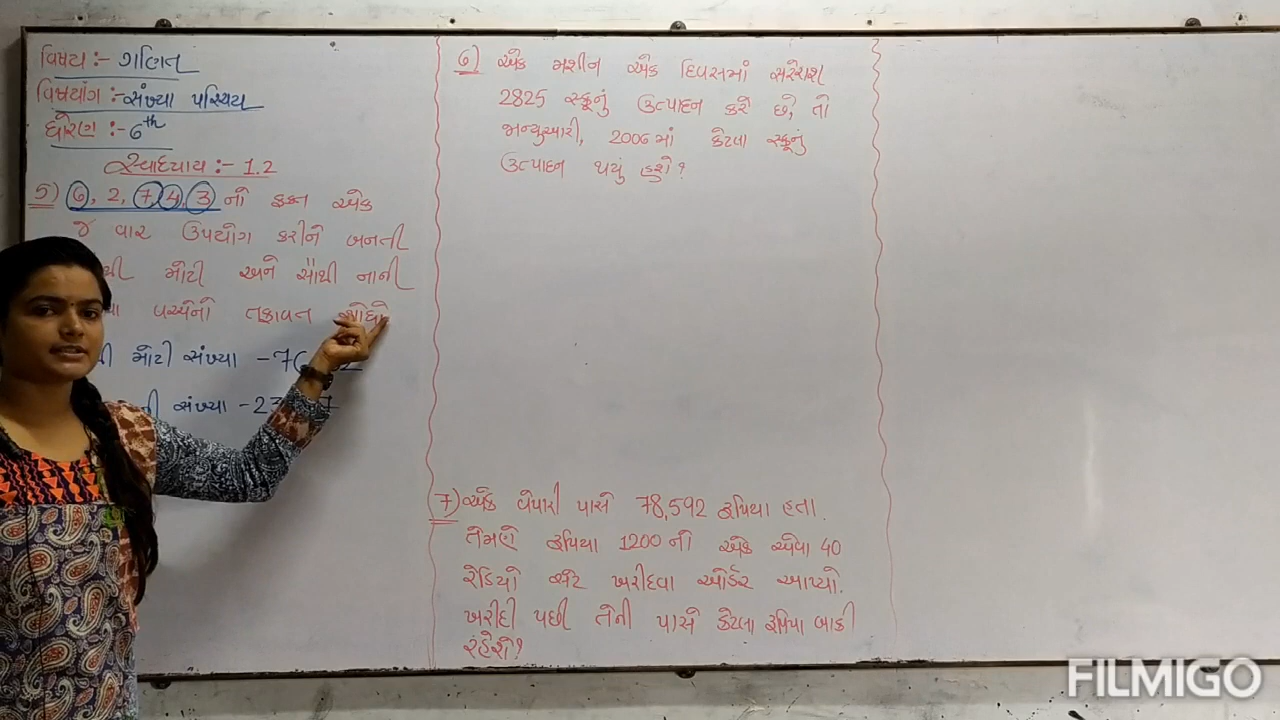 વિષય :- ગણિત
વિષયાંગ :- સંખ્યા પરિચય
ધોરણ :- 6th
સ્વાધ્યાય :- 1.2
5) 6, 2, 7, 4, 3 નો ફક્ત એક
જ વાર ઉપયોગ કરીને બનતી
મોટી અને સૌથી નાની
વચ્ચેનો તફાવત
મોટી સંખ્યા -
સંખ્યા -
6) એક મશીન એક દિવસમાં સરેરાશ
2825 સ્ક્રૂનું ઉત્પાદન કરે છે, તો
જાન્યુઆરી, 2006 માં કેટલા સ્ક્રૂનું
ઉત્પાદન થયું હશે?
7) એક વેપારી પાસે 78,592 રૂપિયા હતા.
તેમણે રૂપિયા 1200 નો એક એવા 40
રેડિયો સેટ ખરીદવા ઓર્ડર આપ્યો.
ખરીદી પછી તેની પાસે કેટલા રૂપિયા બાકી
રહેશે?
FILMIGO